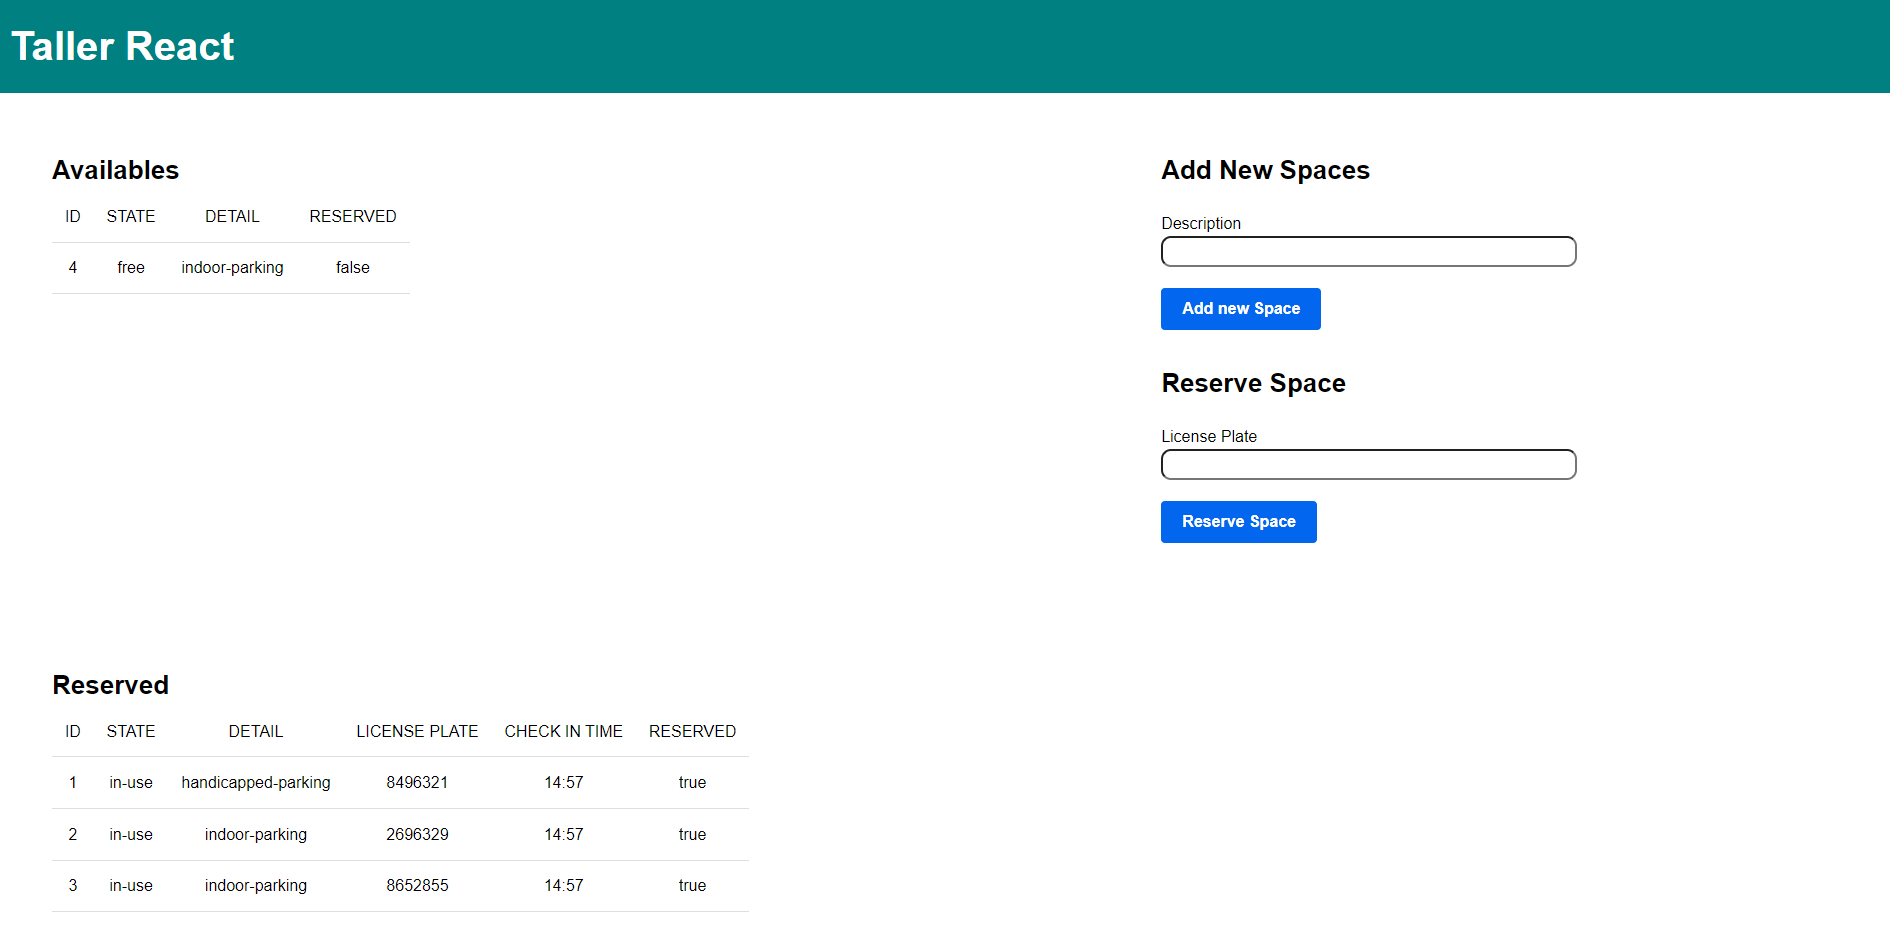 Taller React
Availables
ID STATE DETAIL RESERVED
4 free indoor-parking false
Add New Spaces
Description
Add new Space
Reserve Space
License Plate
Reserve Space
Reserved
ID STATE DETAIL LICENSE PLATE CHECK IN TIME RESERVED
1 in-use handicapped-parking 8496321 14:57 true
2 in-use indoor-parking 2696329 14:57 true
3 in-use indoor-parking 8652855 14:57 true